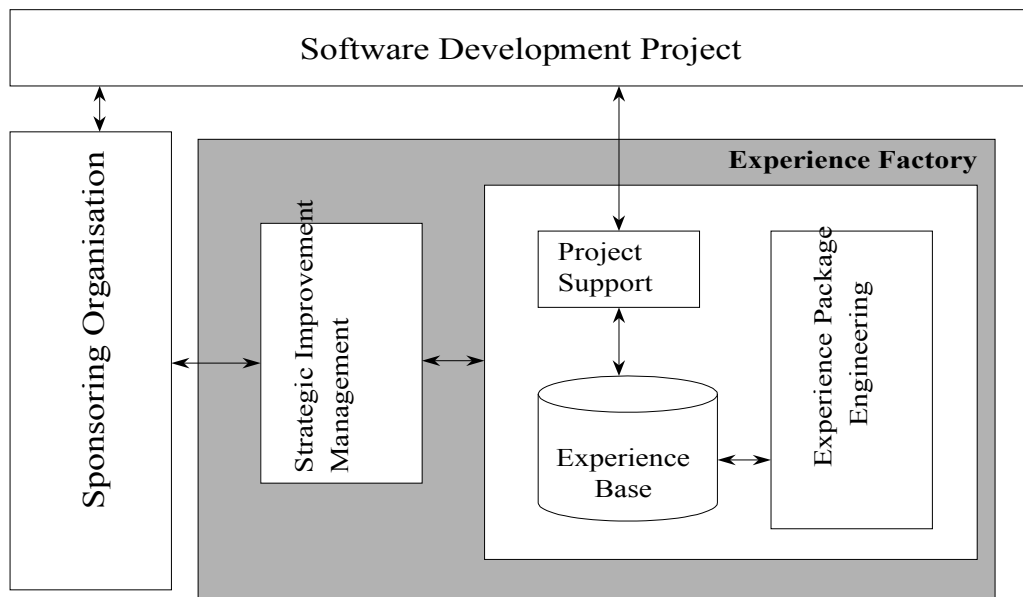 Software Development Project
Sponsoring Organisation
Experience Factory
Strategic Improvement
Management
Project
Support
Experience
Base
Experience Package
Engineering